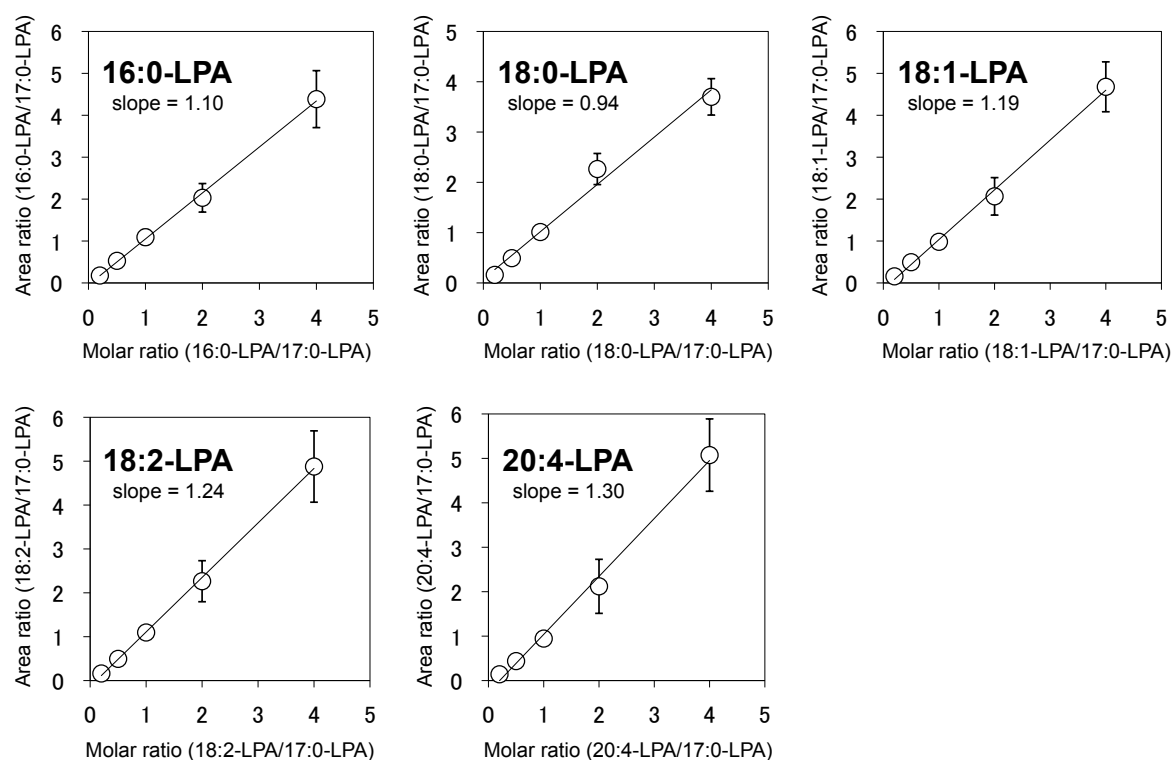 Area ratio (16:0-LPA/17:0-LPA)
6
5
4
3
2
1
0
16:0-LPA
slope = 1.10
0 1 2 3 4 5
Molar ratio (16:0-LPA/17:0-LPA)
Area ratio (18:0-LPA/17:0-LPA)
5
4
3
2
1
0
18:0-LPA
slope = 0.94
0 1 2 3 4 5
Molar ratio (18:0-LPA/17:0-LPA)
Area ratio (18:1-LPA/17:0-LPA)
6
5
4
3
2
1
0
18:1-LPA
slope = 1.19
0 1 2 3 4 5
Molar ratio (18:1-LPA/17:0-LPA)
Area ratio (18:2-LPA/17:0-LPA)
6
5
4
3
2
1
0
18:2-LPA
slope = 1.24
0 1 2 3 4 5
Molar ratio (18:2-LPA/17:0-LPA)
Area ratio (20:4-LPA/17:0-LPA)
6
5
4
3
2
1
0
20:4-LPA
slope = 1.30
0 1 2 3 4 5
Molar ratio (20:4-LPA/17:0-LPA)